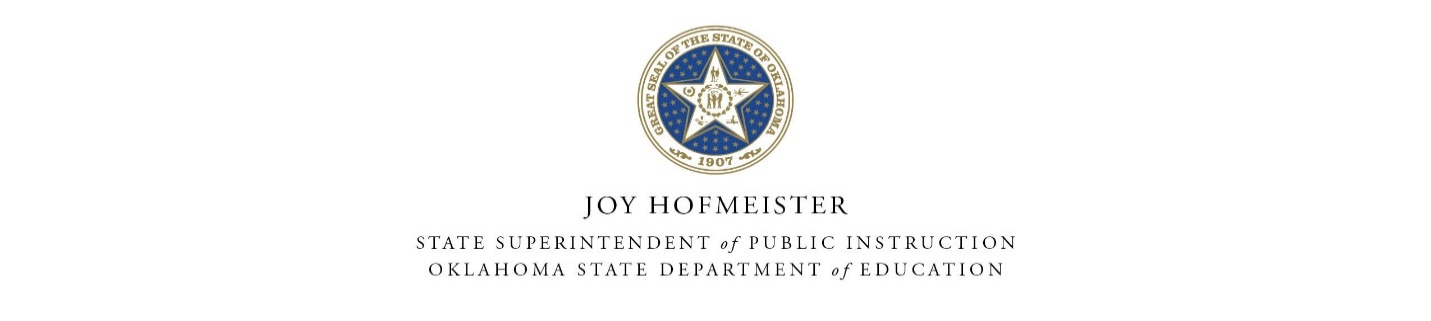 GREAT SEAL OF THE STATE OF OKLAHOMA
1907
JOY HOFMEISTER
STATE SUPERINTENDENT of PUBLIC INSTRUCTION
OKLAHOMA STATE DEPARTMENT of EDUCATION